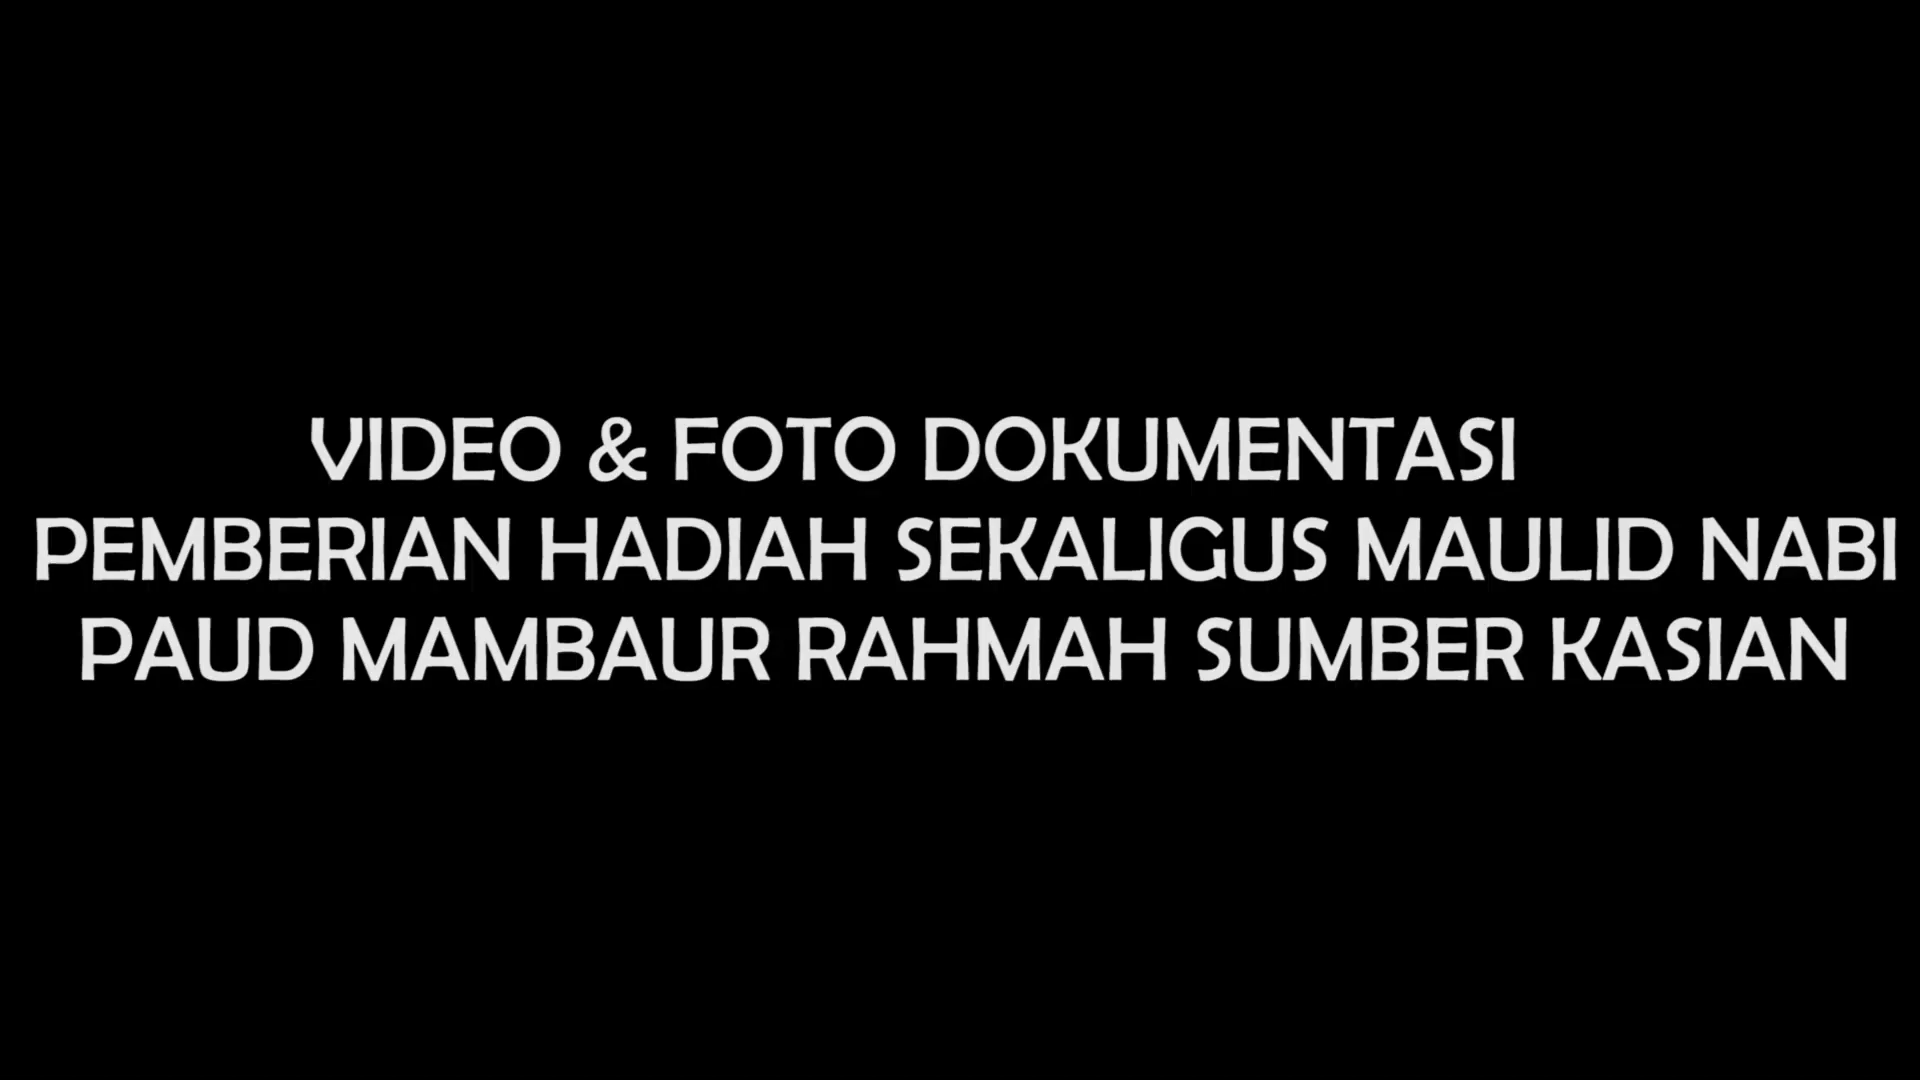 VIDEO & FOTO DOKUMENTASI
PEMBERIAN HADIAH SEKALIGUS MAULID NABI
PAUD MAMBAUR RAHMAH SUMBER KASIAN